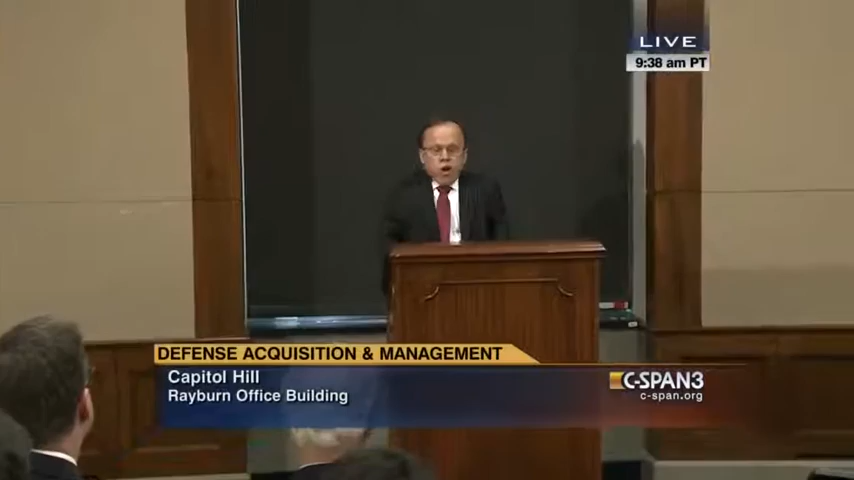 LIVE
9:38 am PT
DEFENSE ACQUISITION & MANAGEMENT
Capitol Hill
Rayburn Office Building
C-SPAN3
c-span.org